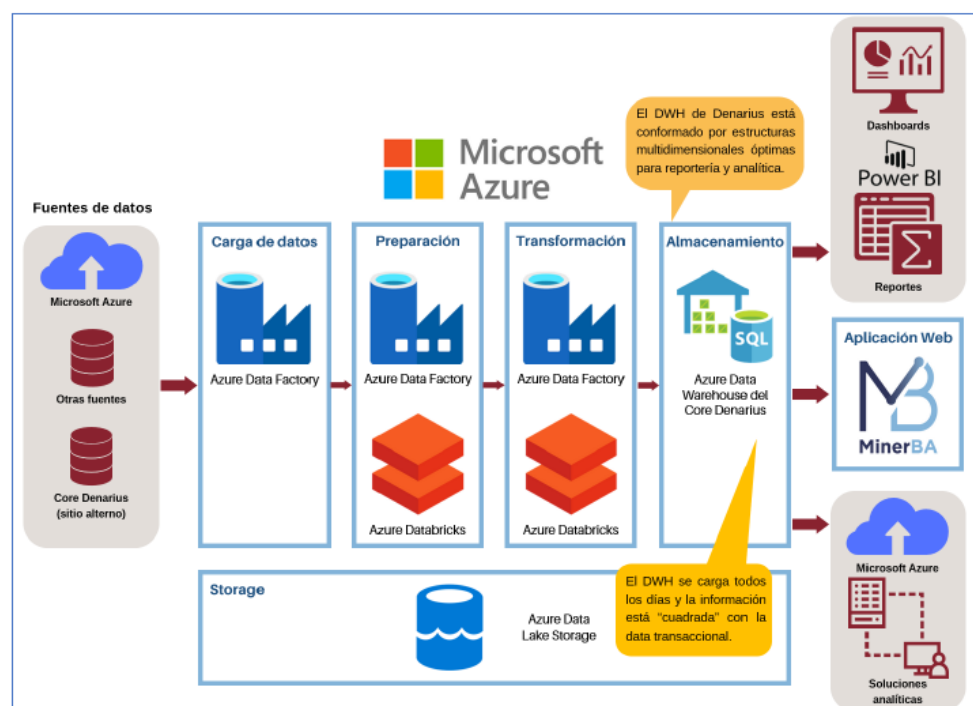 El DWH de Denarius está
conformado por estructuras
multidimensionales óptimas
para reportería y analítica.
Microsoft
Azure
Fuentes de datos
Microsoft Azure
Otras fuentes
Core Denarius
(sitio alterno)
Carga de datos
Azure Data Factory
Preparación
Azure Data Factory
Azure Databricks
Transformación
Azure Data Factory
Azure Databricks
Almacenamiento
SQL
Azure Data
Warehouse del
Core Denarius
El DWH se carga todos
los días y la información
está "cuadrada" con la
data transaccional.
Storage
Azure Data
Lake Storage
Dashboards
Power BI
Σ
Reportes
Aplicación Web
MB
MinerBA
Microsoft Azure
Soluciones
analíticas